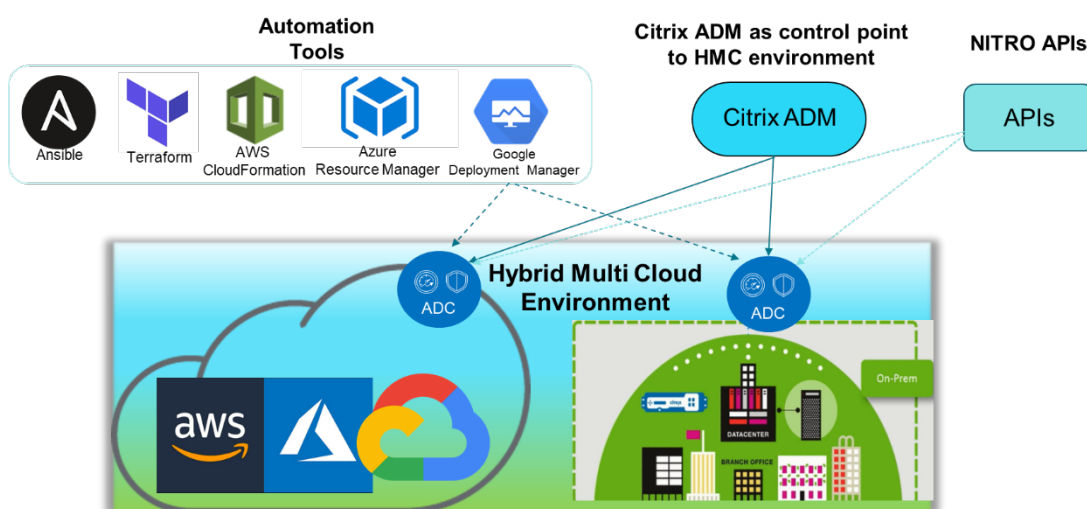 Automation
Tools
Citrix ADM as control point
to HMC environment
NITRO APIs
Ansible
Terraform
AWS
CloudFormation
Azure
Resource Manager
Google
Deployment Manager
Citrix ADM
APIs
ADC
Hybrid Multi Cloud
Environment
ADC
aws
On-Prem
DATACENTER
BRANCH OFFICE